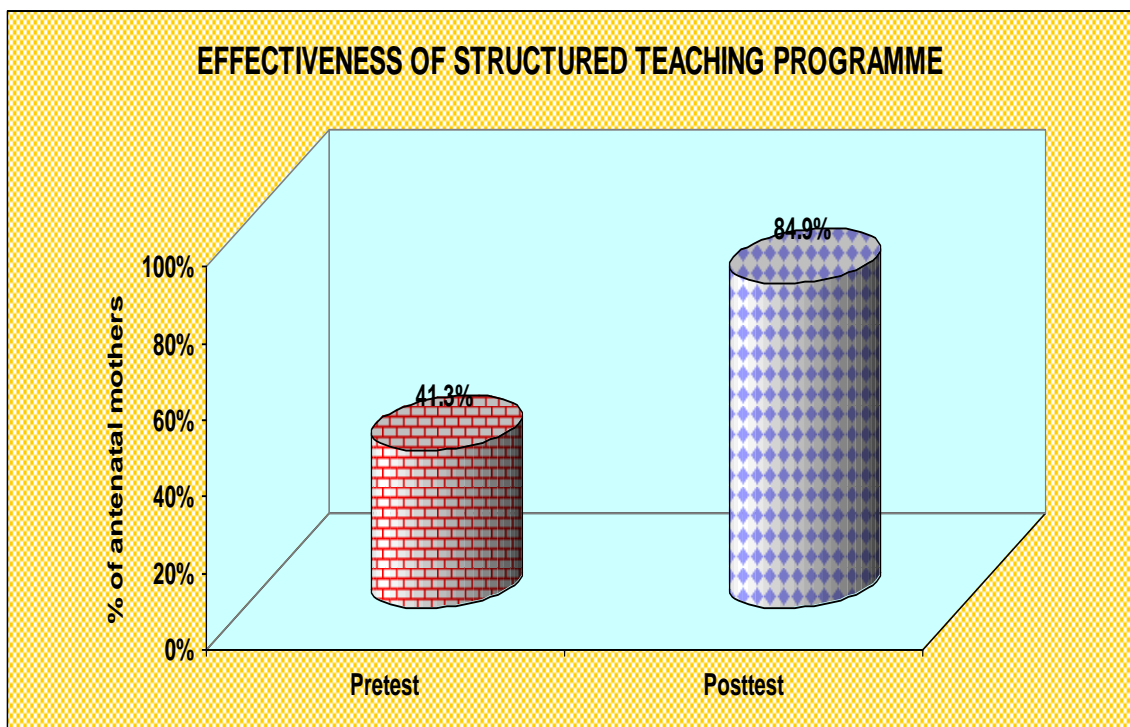 EFFECTIVENESS OF STRUCTURED TEACHING PROGRAMME
84.9%
41.3%
% of antenatal mothers
100%
80%
60%
40%
20%
0%
Pretest
Posttest